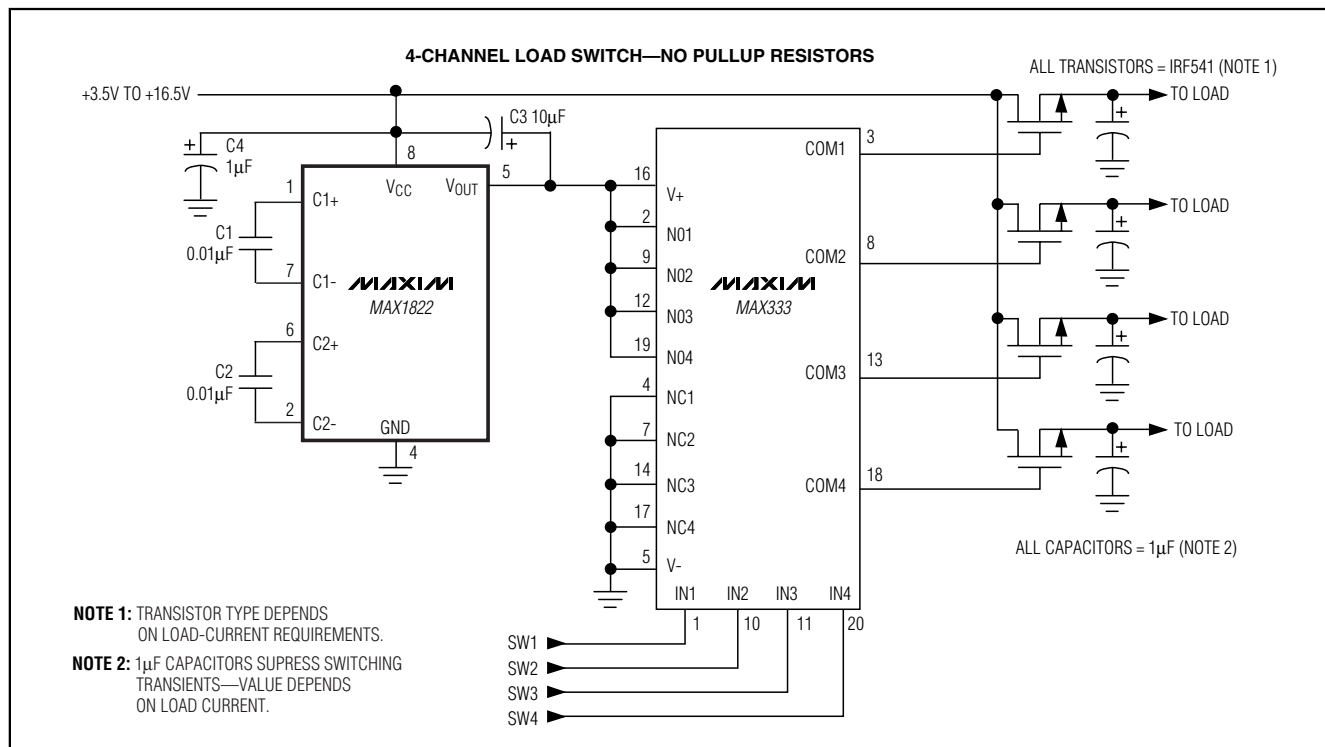 4-CHANNEL LOAD SWITCH—NO PULLUP RESISTORS
ALL TRANSISTORS = IRF541 (NOTE 1)
+3.5V TO +16.5V
TO LOAD
C3 10µF
+
+
C4
1µF
8
5
VCC
VOUT
1
C1+
C1
0.01µF
7
C1-
MAXIM
MAX1822
6
C2+
C2
0.01µF
2
C2-
GND
4
16
V+
2
N01
9
N02
12
N03
19
N04
4
NC1
7
NC2
14
NC3
17
NC4
5
V-
MAXIM
MAX333
COM1
3
COM2
8
COM3
13
COM4
18
+
TO LOAD
+
TO LOAD
+
TO LOAD
+
ALL CAPACITORS = 1µF (NOTE 2)
IN1
IN2
IN3
IN4
1
10
11
20
SW1
SW2
SW3
SW4
NOTE 1: TRANSISTOR TYPE DEPENDS
ON LOAD-CURRENT REQUIREMENTS.
NOTE 2: 1µF CAPACITORS SUPRESS SWITCHING
TRANSIENTS—VALUE DEPENDS
ON LOAD CURRENT.